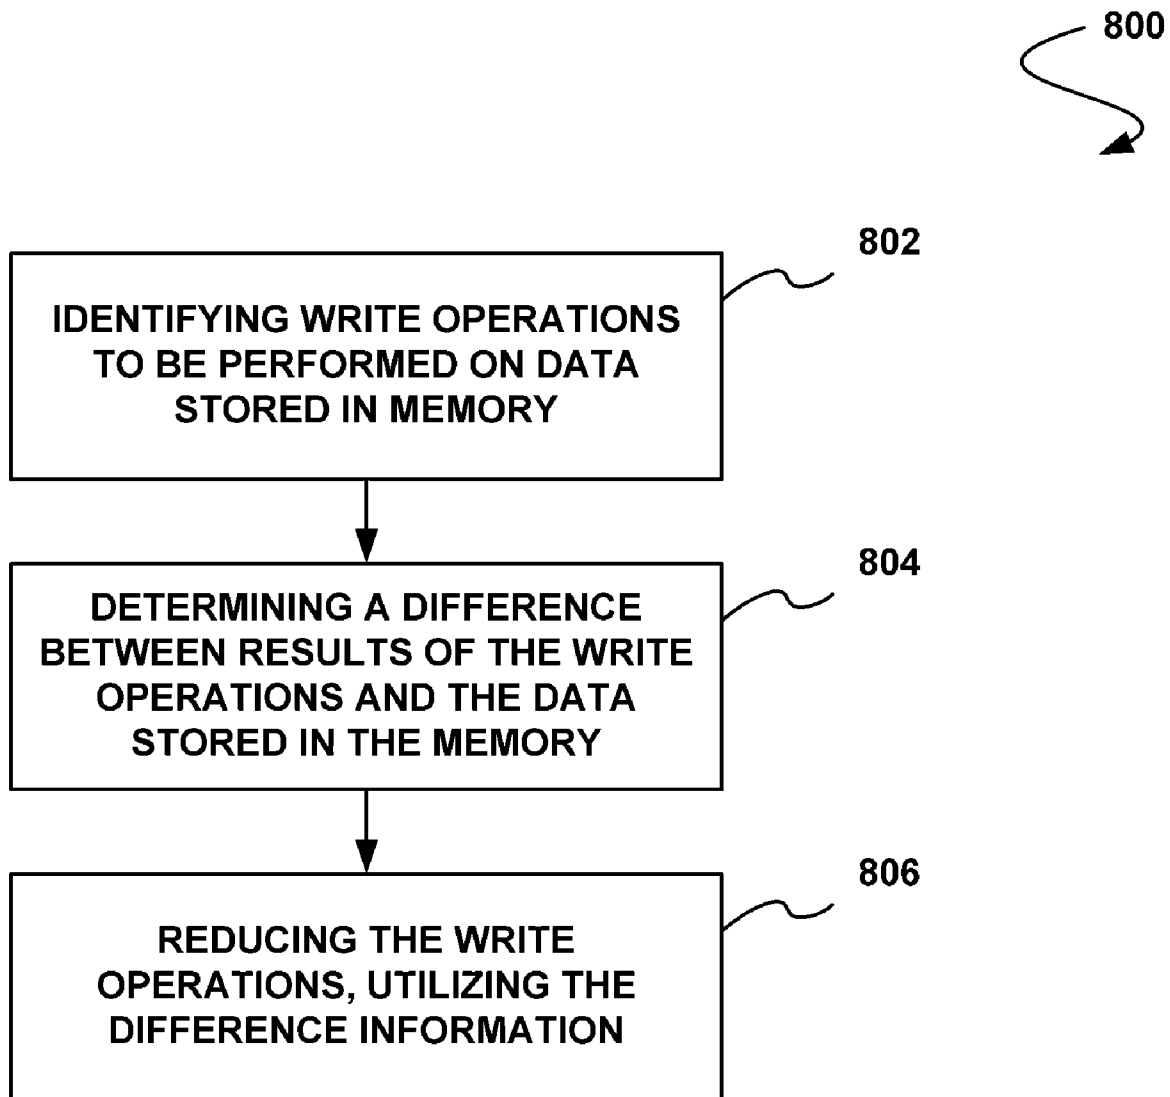 800
802
IDENTIFYING WRITE OPERATIONS
TO BE PERFORMED ON DATA
STORED IN MEMORY
804
DETERMINING A DIFFERENCE
BETWEEN RESULTS OF THE WRITE
OPERATIONS AND THE DATA
STORED IN THE MEMORY
806
REDUCING THE WRITE
OPERATIONS, UTILIZING THE
DIFFERENCE INFORMATION